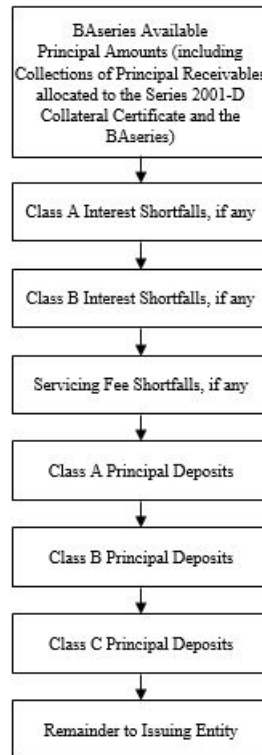 BAseries Available
Principal Amounts (including
Collections of Principal Receivables
allocated to the Series 2001-D
Collateral Certificate and the
BAseries)
Class A Interest Shortfalls, if any
Class B Interest Shortfalls, if any
Servicing Fee Shortfalls, if any
Class A Principal Deposits
Class B Principal Deposits
Class C Principal Deposits
Remainder to Issuing Entity